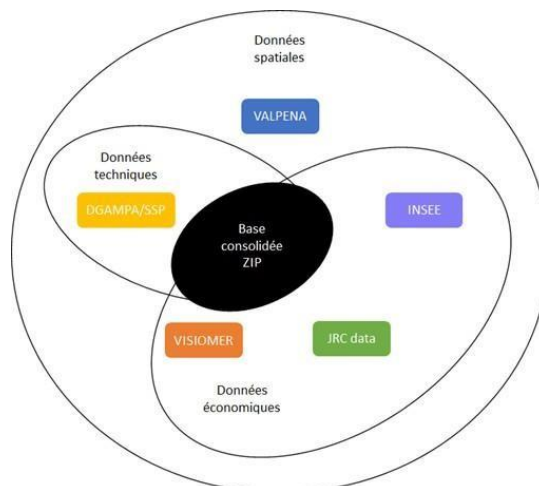 Données
spatiales
VALPENA
Données
techniques
DGAMPA/SSP
INSEE
Base
consolidée
ZIP
VISIOMER
JRC data
Données
économiques